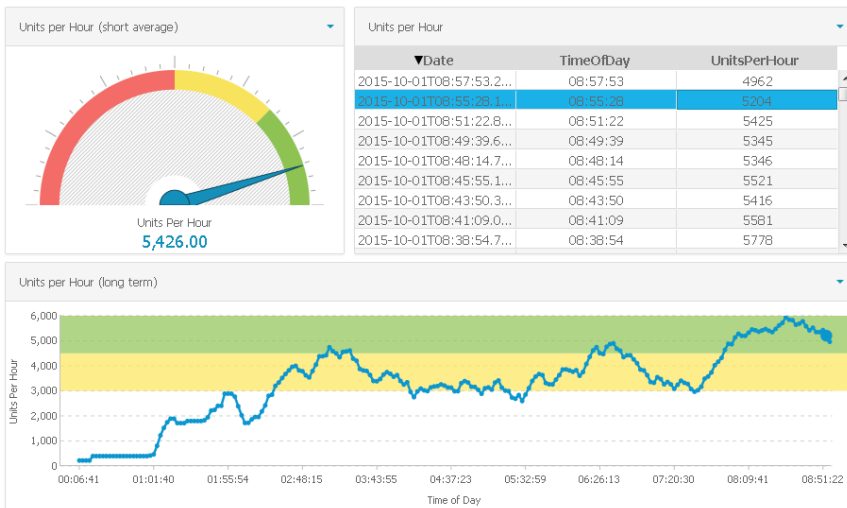 Units per Hour (short average)
Units Per Hour
5,426.00
Units per Hour
▼Date TimeOfDay UnitsPerHour
2015-10-01T08:57:53.2... 08:57:53 4962
2015-10-01T08:55:28.1... 08:55:28 5204
2015-10-01T08:51:22.8... 08:51:22 5425
2015-10-01T08:49:39.6... 08:49:39 5345
2015-10-01T08:48:14.7... 08:48:14 5346
2015-10-01T08:45:55.1... 08:45:55 5521
2015-10-01T08:43:50.3... 08:43:50 5416
2015-10-01T08:41:09.0... 08:41:09 5581
2015-10-01T08:38:54.7... 08:38:54 5778
Units per Hour (long term)
Units Per Hour
6,000
5,000
4,000
3,000
2,000
1,000
0
00:06:41 01:01:40 01:55:54 02:48:15 03:43:55 04:37:23 05:32:59 06:26:13 07:20:30 08:09:41 08:51:22
Time of Day